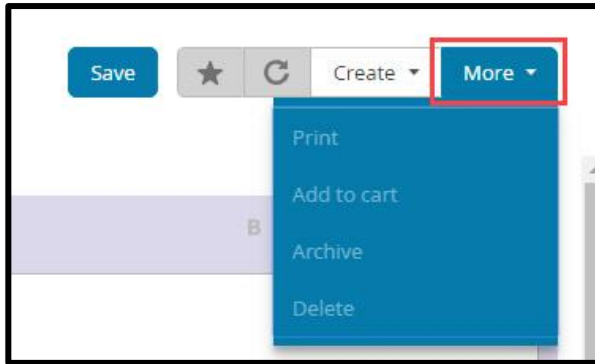 Save Create More
Print
Add to cart
B
Archive
Delete